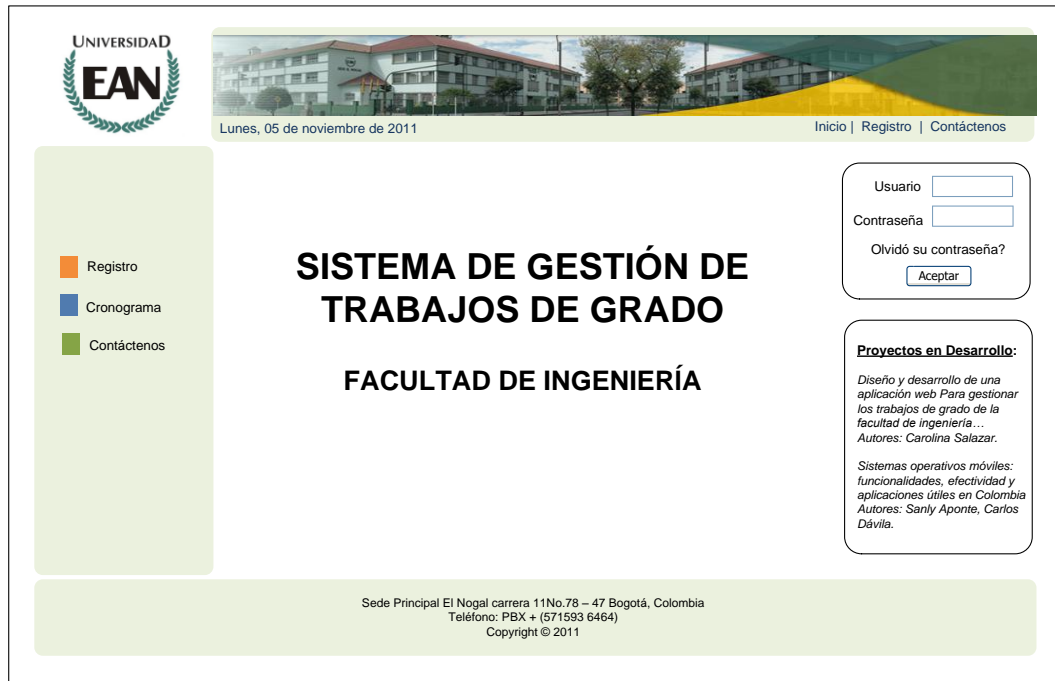 UNIVERSIDAD
EAN
Lunes, 05 de noviembre de 2011
Inicio | Registro | Contáctenos
Registro
Cronograma
Contáctenos
SISTEMA DE GESTIÓN DE
TRABAJOS DE GRADO
FACULTAD DE INGENIERÍA
Usuario
Contraseña
Olvidó su contraseña?
Aceptar
Proyectos en Desarrollo:
Diseño y desarrollo de una
aplicación web Para gestionar
los trabajos de grado de la
facultad de ingeniería…
Autores: Carolina Salazar.
Sistemas operativos móviles:
funcionalidades, efectividad y
aplicaciones útiles en Colombia
Autores: Sanly Aponte, Carlos
Dávila.
Sede Principal El Nogal carrera 11No.78 – 47 Bogotá, Colombia
Teléfono: PBX + (571593 6464)
Copyright © 2011